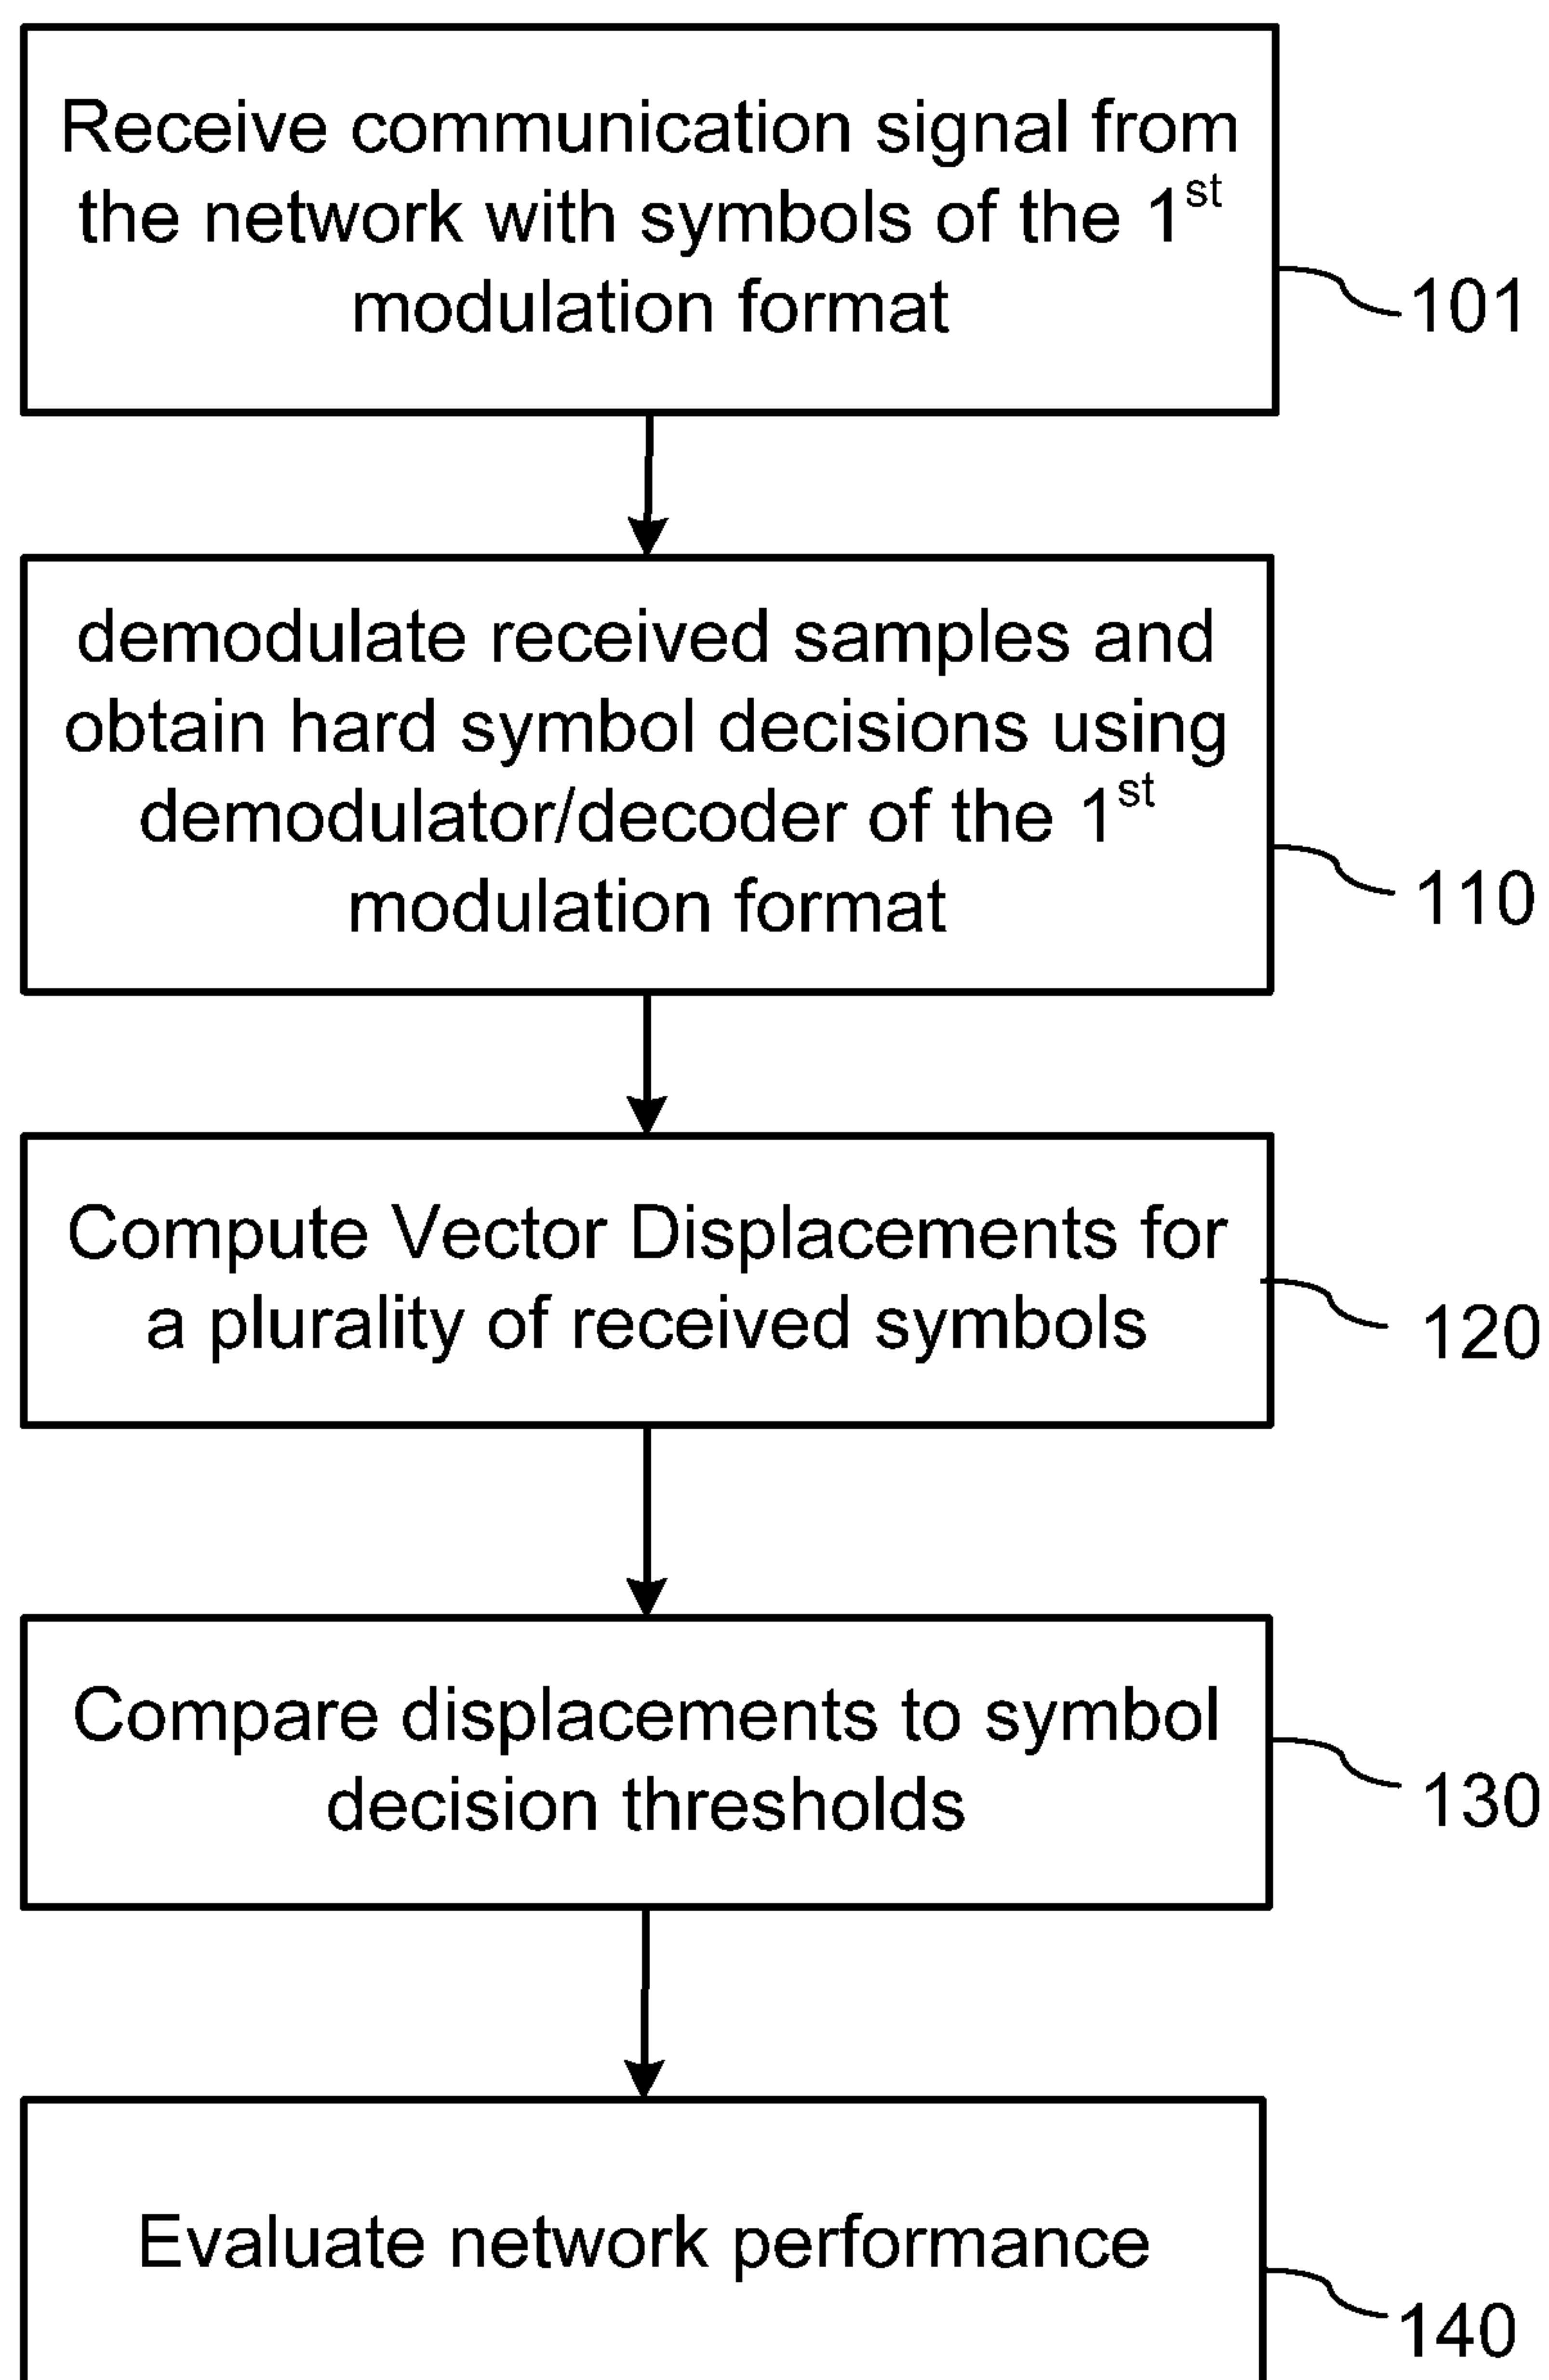 Receive communication signal from
the network with symbols of the 1st
modulation format
101
demodulate received samples and
obtain hard symbol decisions using
demodulator/decoder of the 1st
modulation format
110
Compute Vector Displacements for
a plurality of received symbols
120
Compare displacements to symbol
decision thresholds
130
Evaluate network performance
140